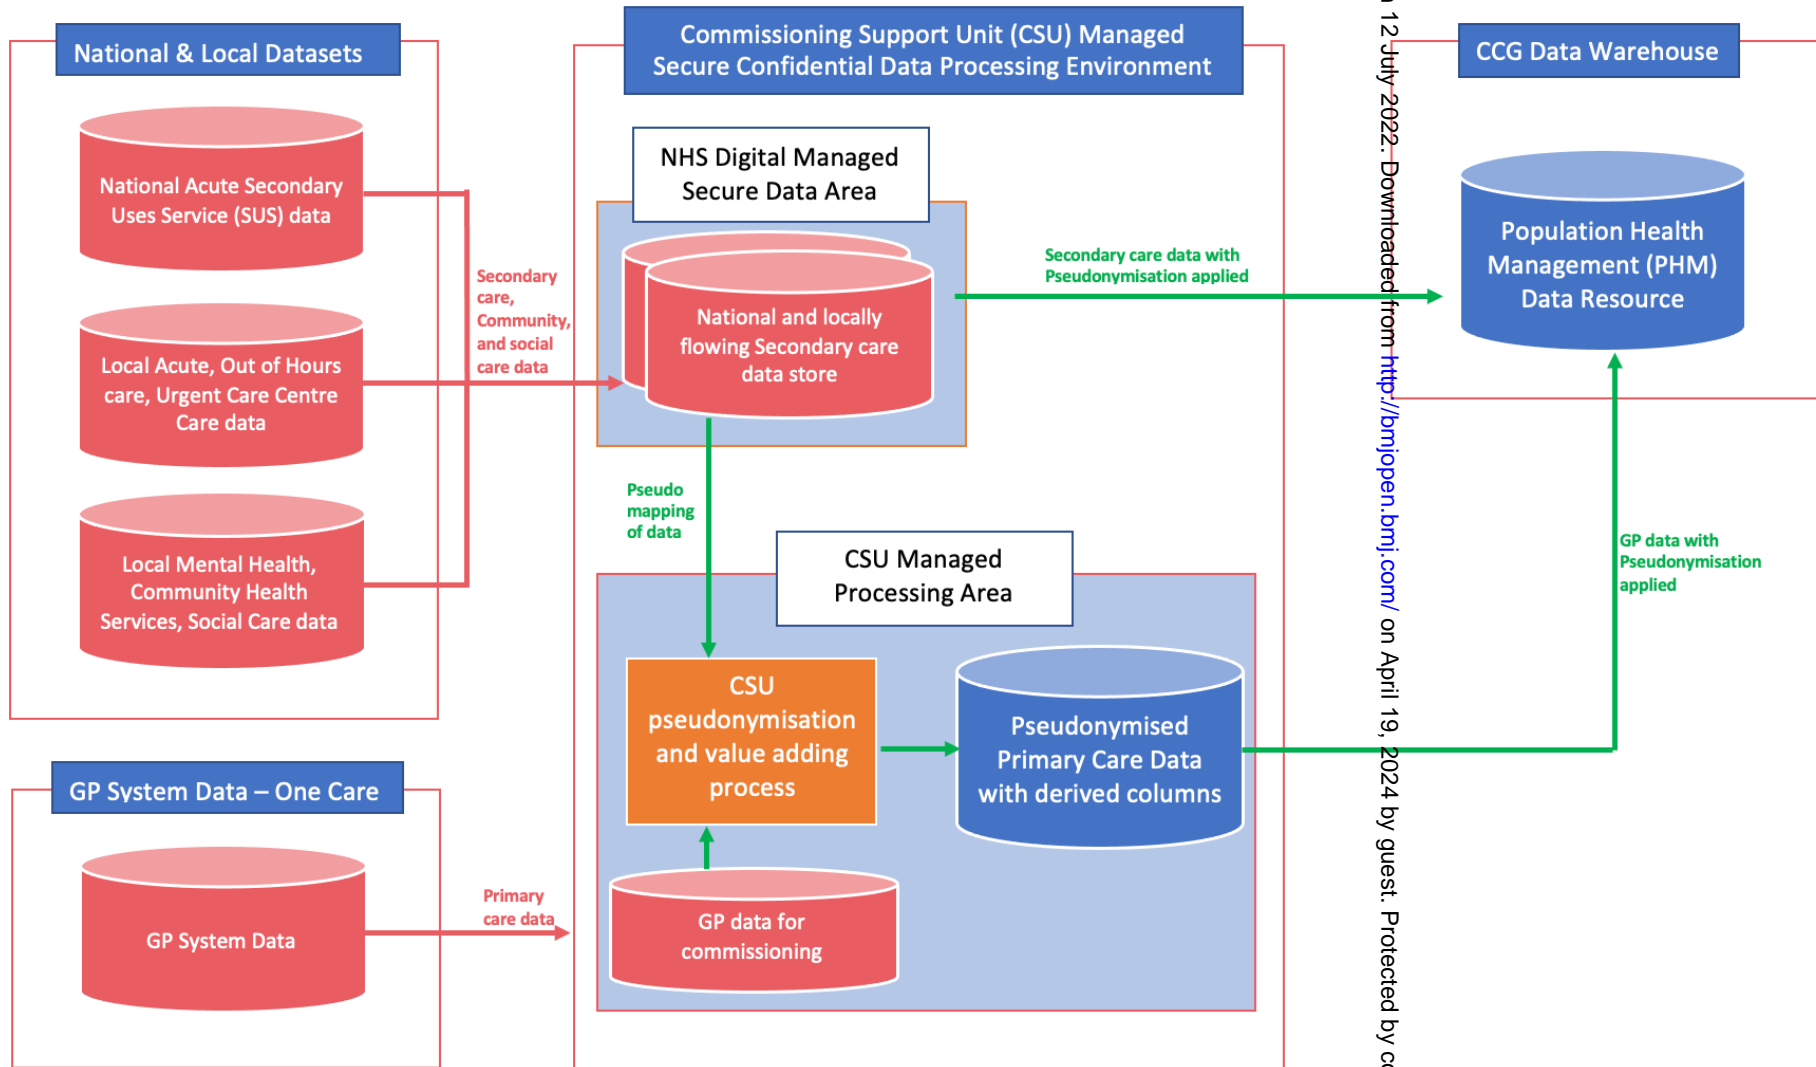 National & Local Datasets
National Acute Secondary
Uses Service (SUS) data
Local Acute, Out of Hours
care, Urgent Care Centre
Care data
Local Mental Health,
Community Health
Services, Social Care data
Secondary
care,
Community,
and social
care data
GP System Data – One Care
GP System Data
Primary
care data
Commissioning Support Unit (CSU) Managed
Secure Confidential Data Processing Environment
NHS Digital Managed
Secure Data Area
National and locally
flowing Secondary care
data store
Secondary care data with
Pseudonymisation applied
Pseudo
mapping
of data
CSU Managed
Processing Area
CSU
pseudonymisation
and value adding
process
Pseudonymised
Primary Care Data
with derived columns
GP data for
commissioning
CCG Data Warehouse
Population Health
Management (PHM)
Data Resource
GP data with
Pseudonymisation
applied
12 July 2022. Downloaded from http://bmjopen.bmj.com/ on April 19, 2024 by guest. Protected by